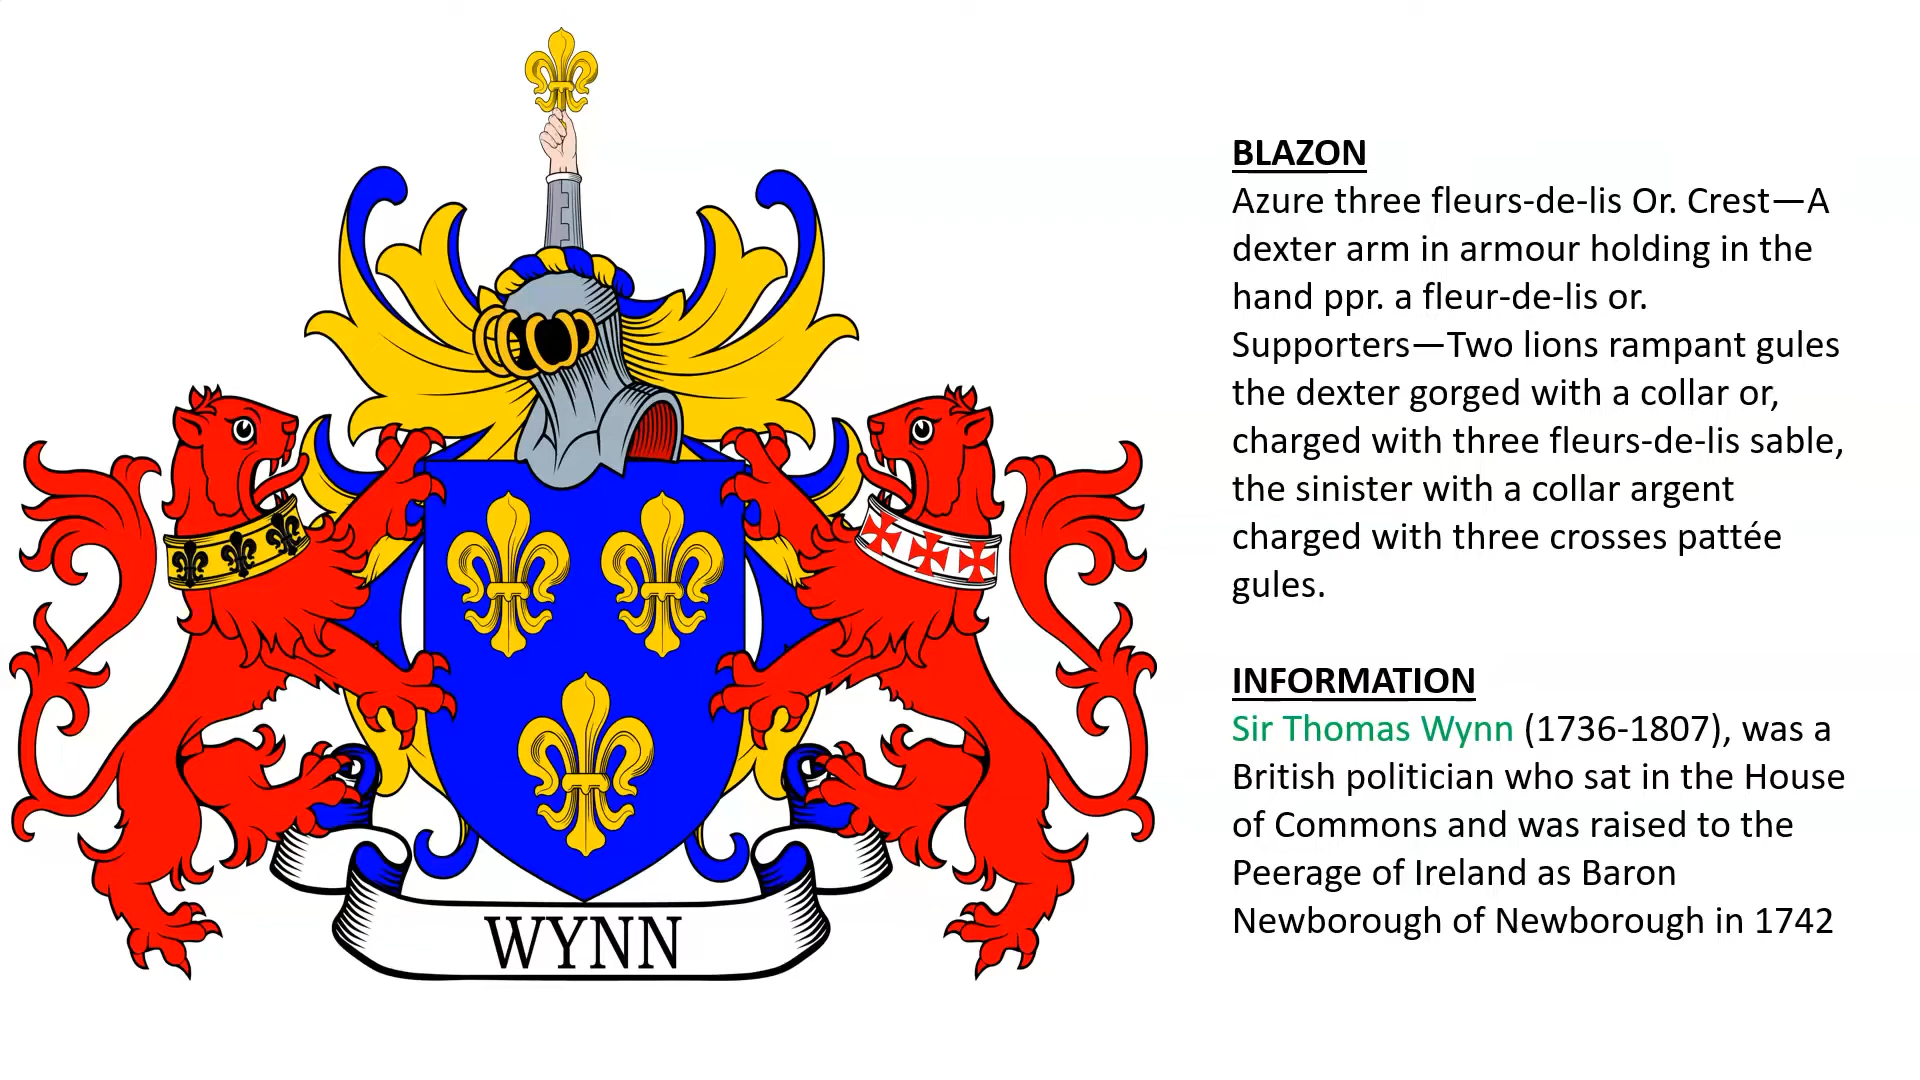 BLAZON
Azure three fleurs-de-lis Or. Crest—A
dexter arm in armour holding in the
hand ppr. a fleur-de-lis or.
Supporters—Two lions rampant gules
the dexter gorged with a collar or,
charged with three fleurs-de-lis sable,
the sinister with a collar argent
charged with three crosses pattée
gules.
INFORMATION
Sir Thomas Wynn (1736-1807), was a
British politician who sat in the House
of Commons and was raised to the
Peerage of Ireland as Baron
Newborough of Newborough in 1742
WYNN